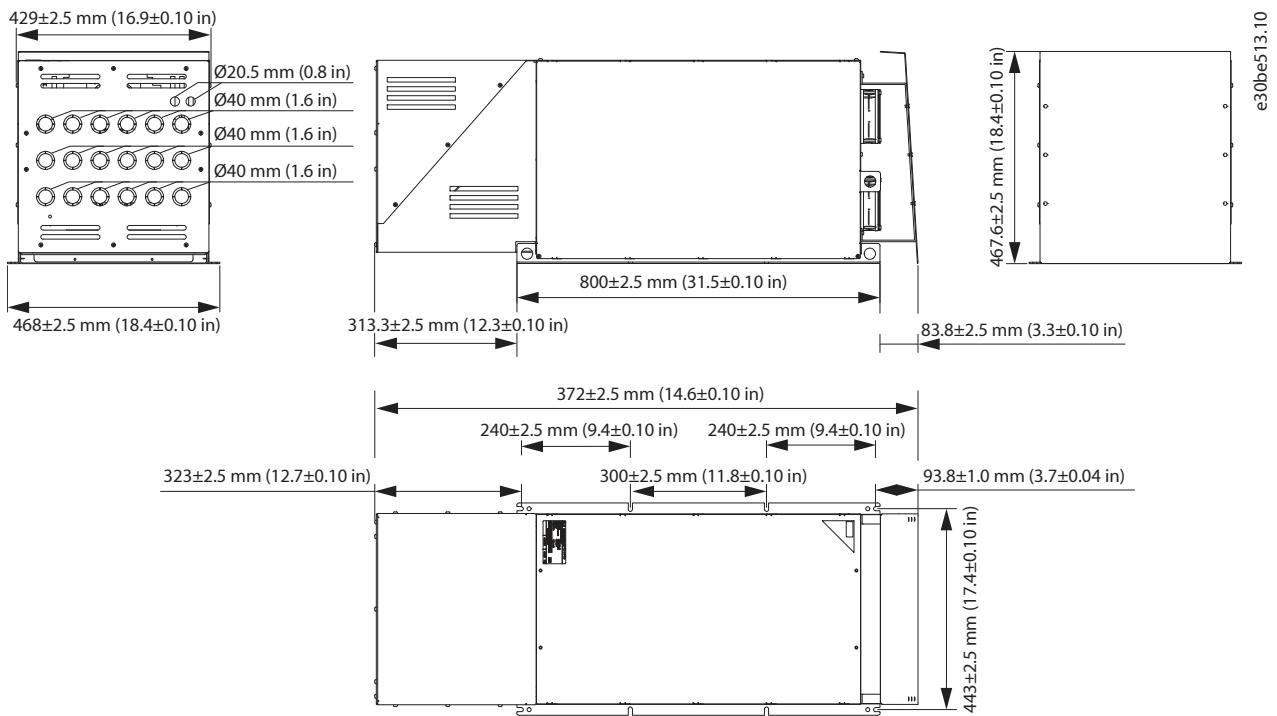 429±2.5 mm (16.9±0.10 in)
Ø20.5 mm (0.8 in)
Ø40 mm (1.6 in)
Ø40 mm (1.6 in)
Ø40 mm (1.6 in)
468±2.5 mm (18.4±0.10 in)
800±2.5 mm (31.5±0.10 in)
313.3±2.5 mm (12.3±0.10 in)
83.8±2.5 mm (3.3±0.10 in)
467.6±2.5 mm (18.4±0.10 in)
e30be513.10
372±2.5 mm (14.6±0.10 in)
240±2.5 mm (9.4±0.10 in)
240±2.5 mm (9.4±0.10 in)
323±2.5 mm (12.7±0.10 in)
300±2.5 mm (11.8±0.10 in)
93.8±1.0 mm (3.7±0.04 in)
443±2.5 mm (17.4±0.10 in)